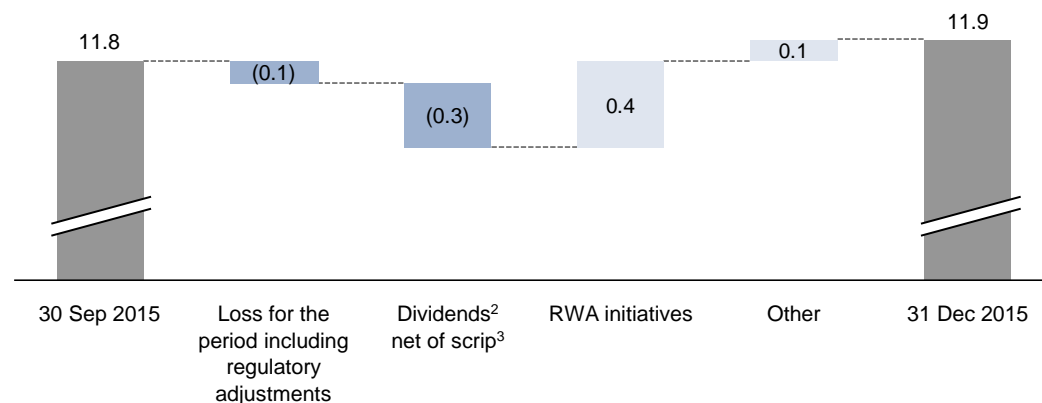 11.8
(0.1)
(0.3)
0.4
0.1
11.9
30 Sep 2015
Loss for the
period including
regulatory
adjustments
Dividends²
net of scrip³
RWA initiatives
Other
31 Dec 2015